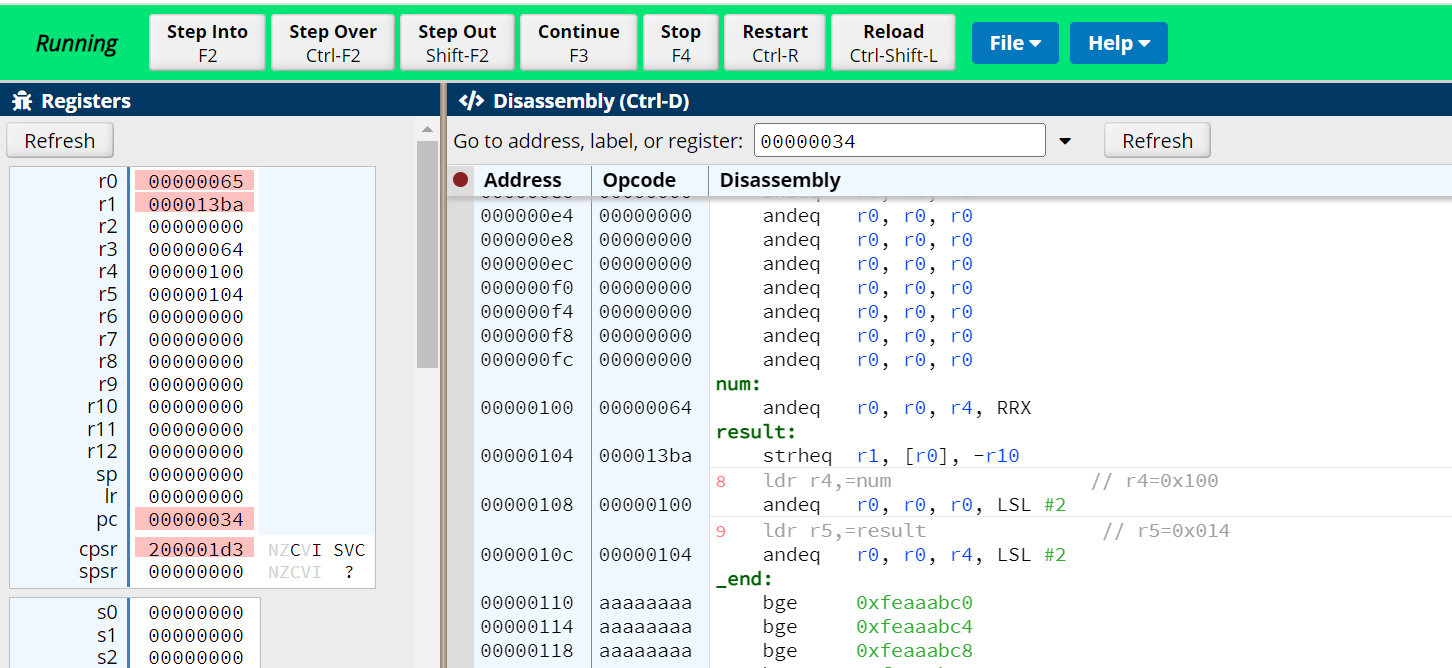 Running Step Into F2 Step Over Ctrl-F2 Step Out Shift-F2 Continue F3 Stop F4 Restart Ctrl-R Reload Ctrl-Shift-L File Help
Registers
Refresh
r0 00000065
r1 000013ba
r2 00000000
r3 00000064
r4 00000100
r5 00000104
r6 00000000
r7 00000000
r8 00000000
r9 00000000
r10 00000000
r11 00000000
r12 00000000
sp 00000000
lr 00000000
pc 00000034
cpsr 200001d3 NZCVI SVC
spsr 00000000 NZCVI ?
s0 00000000
s1 00000000
s2 00000000
</> Disassembly (Ctrl-D)
Go to address, label, or register: 00000034 Refresh
Address Opcode Disassembly
000000e4 00000000 andeq r0, r0, r0
000000e8 00000000 andeq r0, r0, r0
000000ec 00000000 andeq r0, r0, r0
000000f0 00000000 andeq r0, r0, r0
000000f4 00000000 andeq r0, r0, r0
000000f8 00000000 andeq r0, r0, r0
000000fc 00000000 andeq r0, r0, r0
num:
00000100 00000064 andeq r0, r0, r4, RRX
result:
00000104 000013ba strheq r1, [r0], -r10
8 ldr r4,=num // r4=0x100
00000108 00000100 andeq r0, r0, r0, LSL #2
9 ldr r5,=result // r5=0x014
0000010c 00000104 andeq r0, r0, r4, LSL #2
_end:
00000110 aaaaaaaa bge 0xfeaaabc0
00000114 aaaaaaaa bge 0xfeaaabc4
00000118 aaaaaaaa bge 0xfeaaabc8